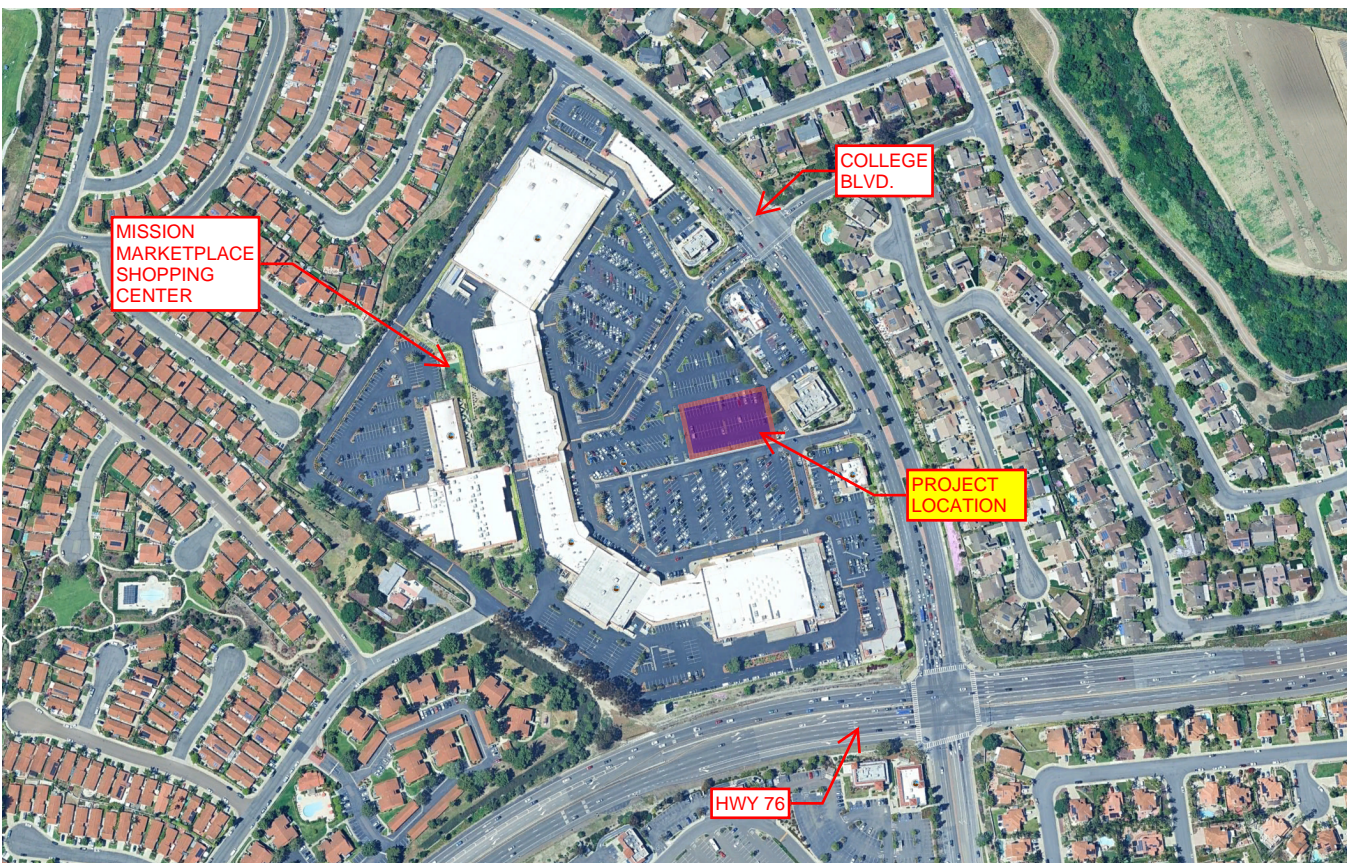 COLLEGE
BLVD.
MISSION
MARKETPLACE
SHOPPING
CENTER
PROJECT
LOCATION
HWY 76